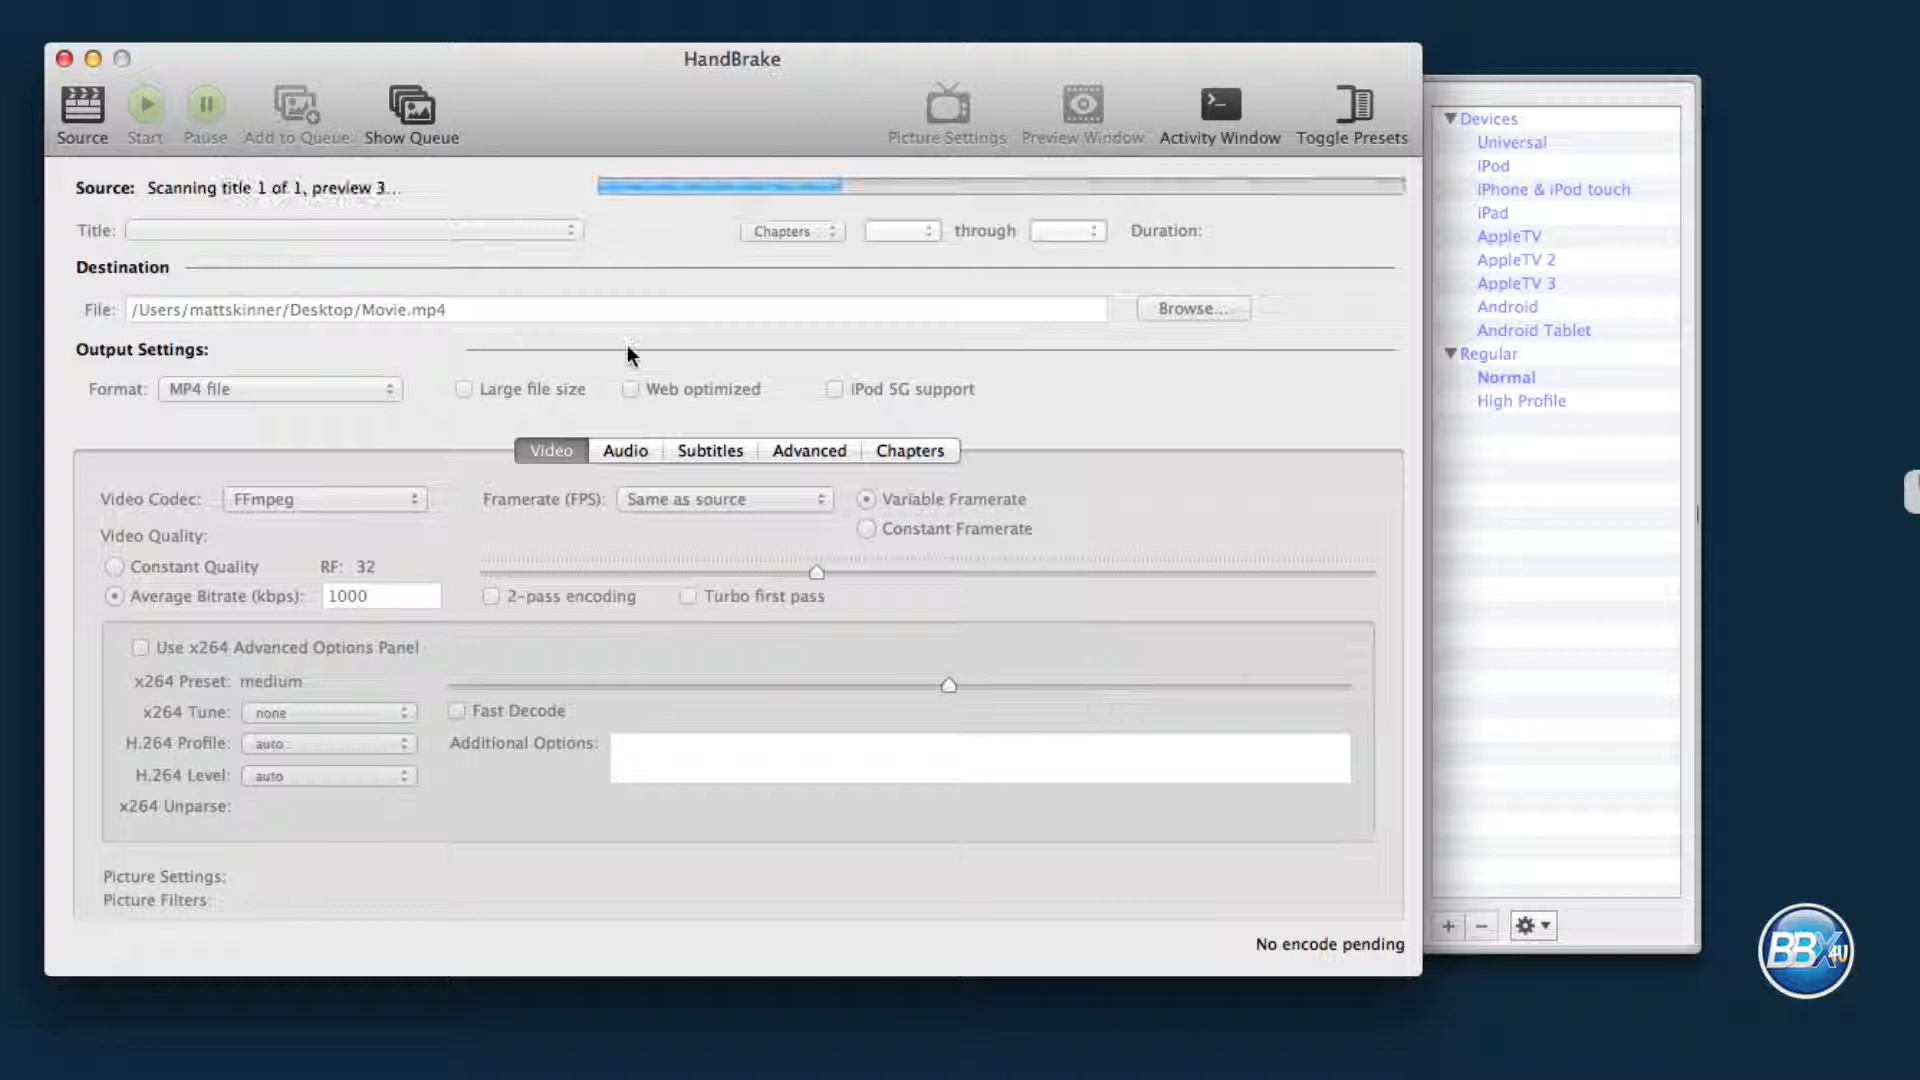 HandBrake
Source Start Pause Add to Queue Show Queue Picture Settings Preview Window Activity Window Toggle Presets
Source: Scanning title 1 of 1, preview 3...
Title: Chapters through Duration:
Destination
File: /Users/mattskinner/Desktop/Movie.mp4 Browse...
Output Settings:
Format: MP4 file Large file size Web optimized iPod 5G support
Video Audio Subtitles Advanced Chapters
Video Codec: FFmpeg Framerate (FPS): Same as source Variable Framerate
Constant Framerate
Video Quality:
Constant Quality RF: 32
Average Bitrate (kbps): 1000 2-pass encoding Turbo first pass
Use x264 Advanced Options Panel
x264 Preset: medium
x264 Tune: none Fast Decode
H.264 Profile: auto Additional Options:
H.264 Level: auto
x264 Unparse:
Picture Settings:
Picture Filters:
No encode pending
Devices
Universal
iPod
iPhone & iPod touch
iPad
AppleTV
AppleTV 2
AppleTV 3
Android
Android Tablet
Regular
Normal
High Profile
BBX4U